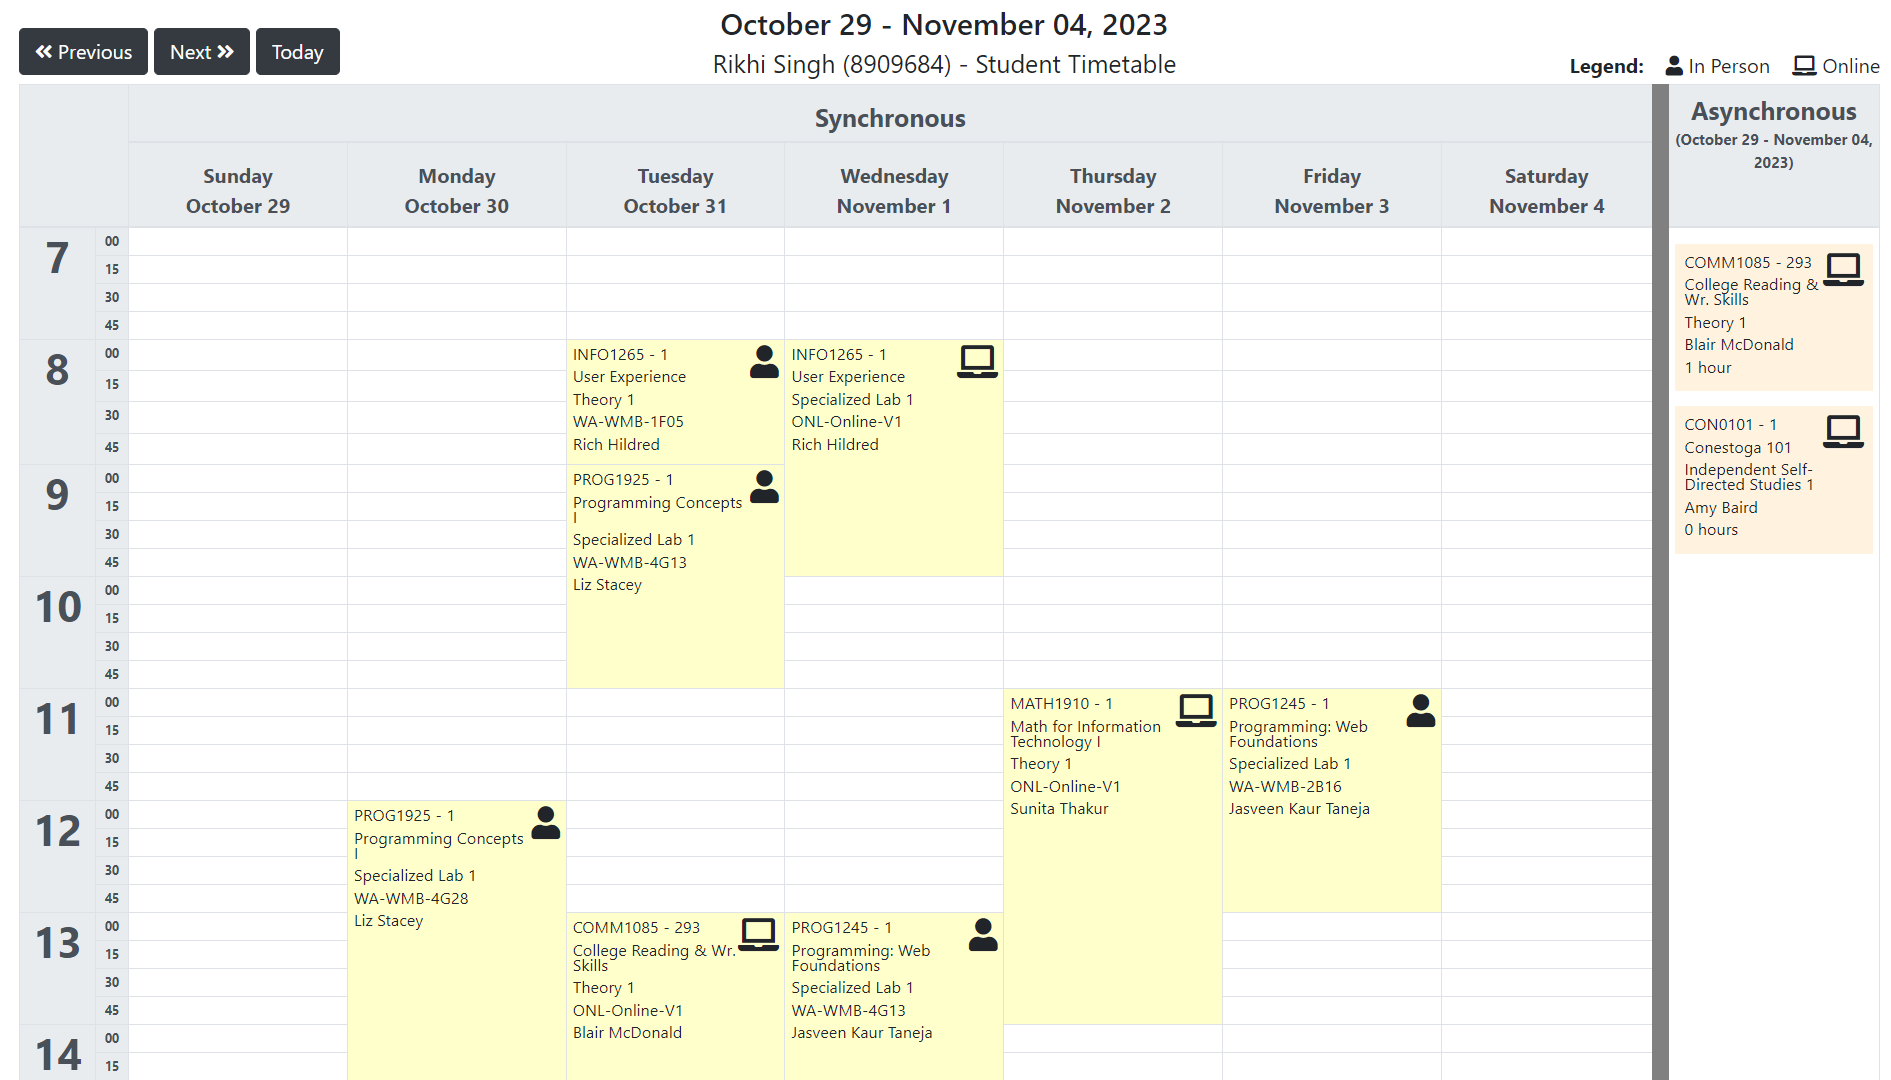 October 29 - November 04, 2023
Previous
Next
Today
Rikhi Singh (8909684) - Student Timetable
Legend: In Person Online
Synchronous
Asynchronous
(October 29 - November 04,
2023)
Sunday
October 29
Monday
October 30
Tuesday
October 31
Wednesday
November 1
Thursday
November 2
Friday
November 3
Saturday
November 4
7
00
15
30
45
8
00
15
30
45
9
00
15
30
45
10
00
15
30
45
11
00
15
30
45
12
00
15
30
45
13
00
15
30
45
14
00
15
PROG1925 - 1
Programming Concepts
I
Specialized Lab 1
WA-WMB-4G28
Liz Stacey
INFO1265 - 1
User Experience
Theory 1
WA-WMB-1F05
Rich Hildred
PROG1925 - 1
Programming Concepts
I
Specialized Lab 1
WA-WMB-4G13
Liz Stacey
COMM1085 - 293
College Reading & Wr.
Skills
Theory 1
ONL-Online-V1
Blair McDonald
INFO1265 - 1
User Experience
Specialized Lab 1
ONL-Online-V1
Rich Hildred
PROG1245 - 1
Programming: Web
Foundations
Specialized Lab 1
WA-WMB-4G13
Jasveen Kaur Taneja
MATH1910 - 1
Math for Information
Technology I
Theory 1
ONL-Online-V1
Sunita Thakur
PROG1245 - 1
Programming: Web
Foundations
Specialized Lab 1
WA-WMB-2B16
Jasveen Kaur Taneja
COMM1085 - 293
College Reading &
Wr. Skills
Theory 1
Blair McDonald
1 hour
CON0101 - 1
Conestoga 101
Independent Self-
Directed Studies 1
Amy Baird
0 hours